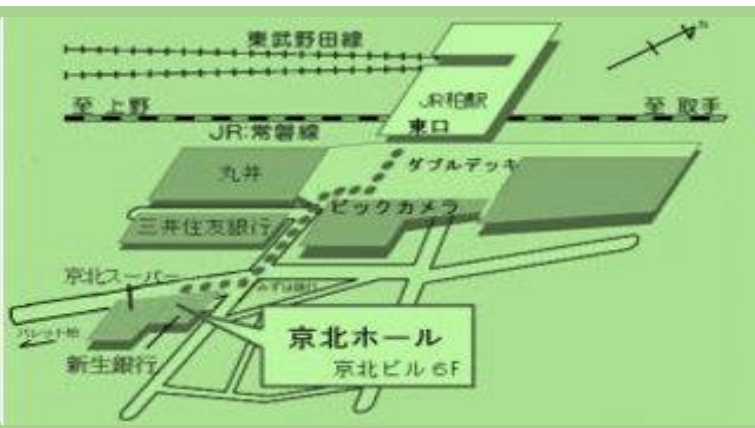 東武野田線
N
JR柏駅
至 上野
至 取手
東口
JR:常磐線
ダブルデッキ
丸井
ビックカメラ
三井住友銀行
京北スーパー
京北ホール
新生銀行
京北ビル 6F